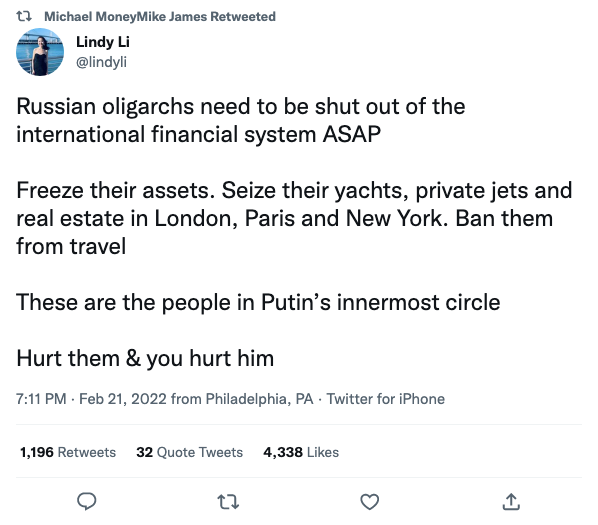 Michael MoneyMike James Retweeted
Lindy Li
@lindyli
Russian oligarchs need to be shut out of the
international financial system ASAP
Freeze their assets. Seize their yachts, private jets and
real estate in London, Paris and New York. Ban them
from travel
These are the people in Putin’s innermost circle
Hurt them & you hurt him
7:11 PM · Feb 21, 2022 from Philadelphia, PA · Twitter for iPhone
1,196 Retweets 32 Quote Tweets 4,338 Likes